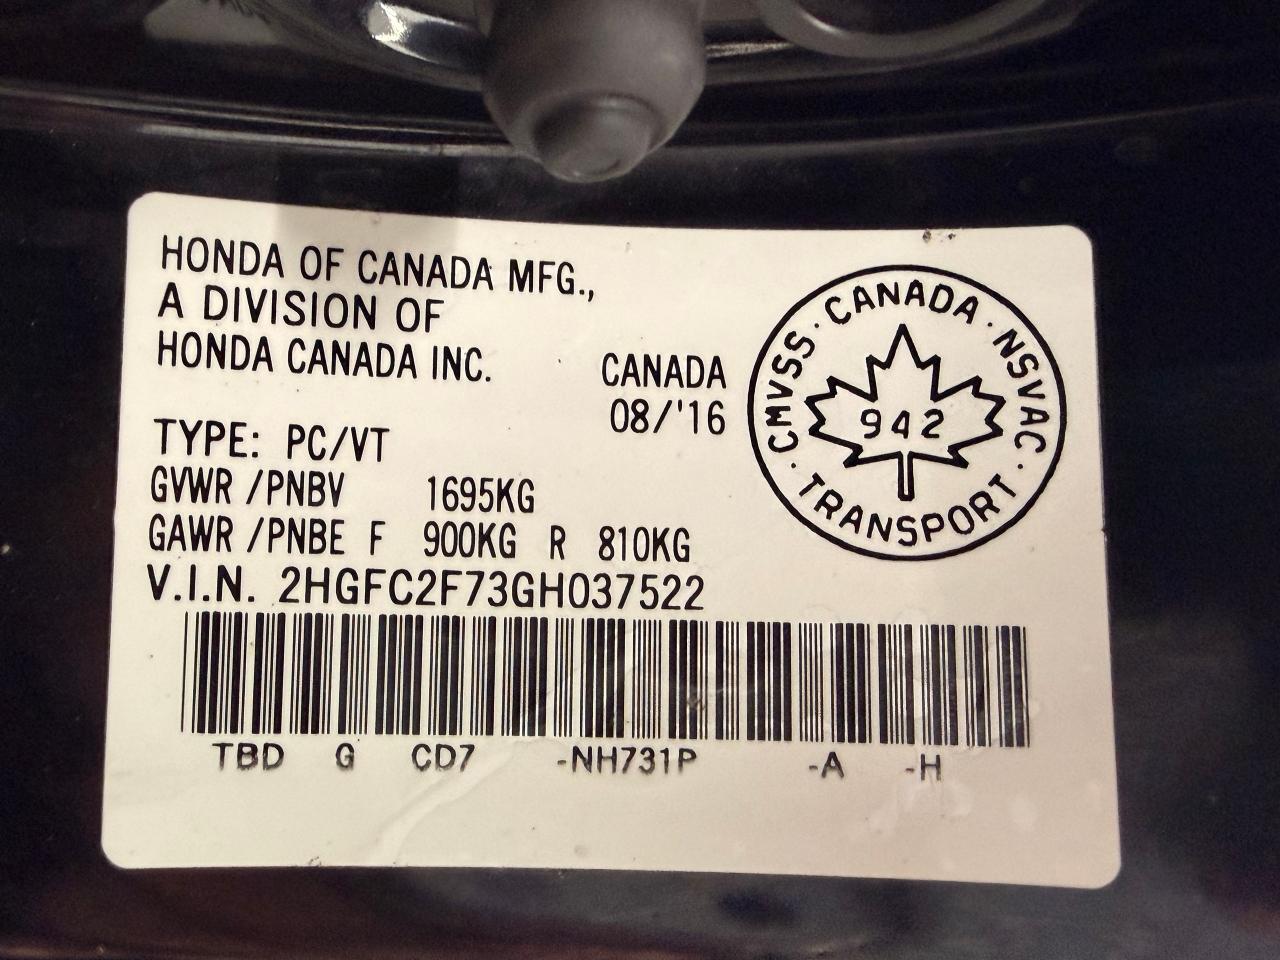 HONDA OF CANADA MFG.,
A DIVISION OF
HONDA CANADA INC.
CANADA
08/'16
CMVSS · CANADA · NSVAC · TRANSPORT ·
942
TYPE: PC/VT
GVWR /PNBV 1695KG
GAWR /PNBE F 900KG R 810KG
V.I.N. 2HGFC2F73GH037522
TBD G CD7 -NH731P -A -H